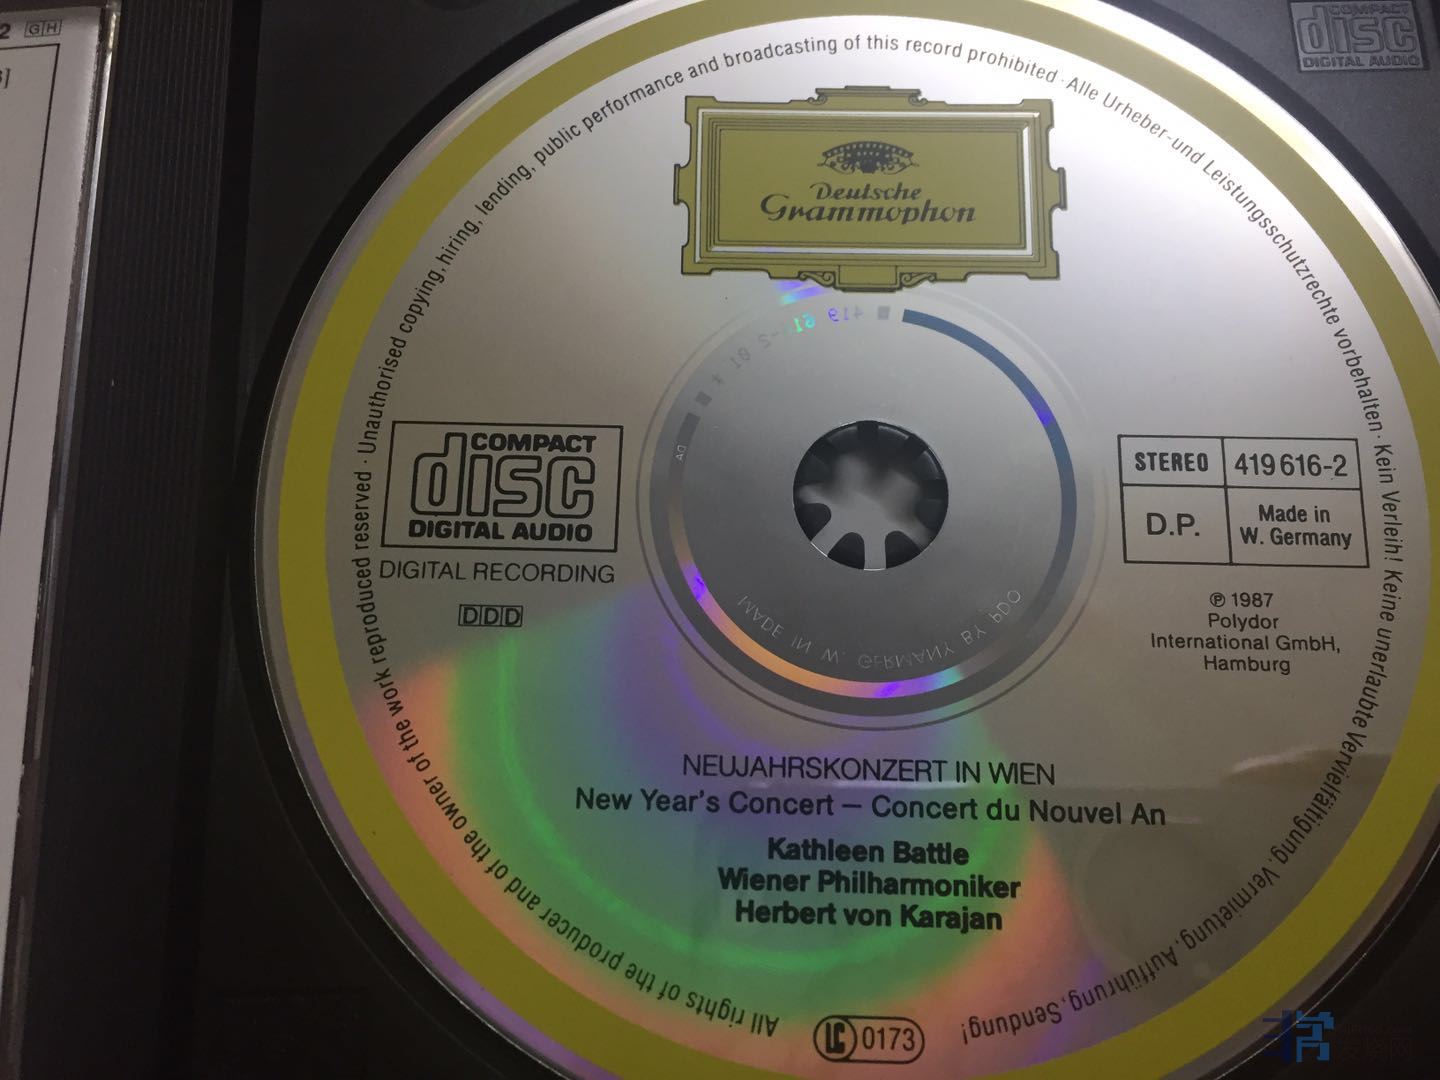 2 GH
COMPACT
disc
DIGITAL AUDIO
All rights of the producer and of the owner of the work reproduced reserved · Unauthorised copying, hiring, lending, public performance and broadcasting of this record prohibited · Alle Urheber-und Leistungsschutzrechte vorbehalten · Kein Verleih! Keine unerlaubte Vervielfältigung, Vermietung, Aufführung, Sendung!
Deutsche
Grammophon
COMPACT
disc
DIGITAL AUDIO
DIGITAL RECORDING
DDD
STEREO 419 616-2
D.P. Made in
W. Germany
℗ 1987
Polydor
International GmbH,
Hamburg
MADE IN W. GERMANY BY PDO
NEUJAHRSKONZERT IN WIEN
New Year's Concert – Concert du Nouvel An
Kathleen Battle
Wiener Philharmoniker
Herbert von Karajan
LC 0173